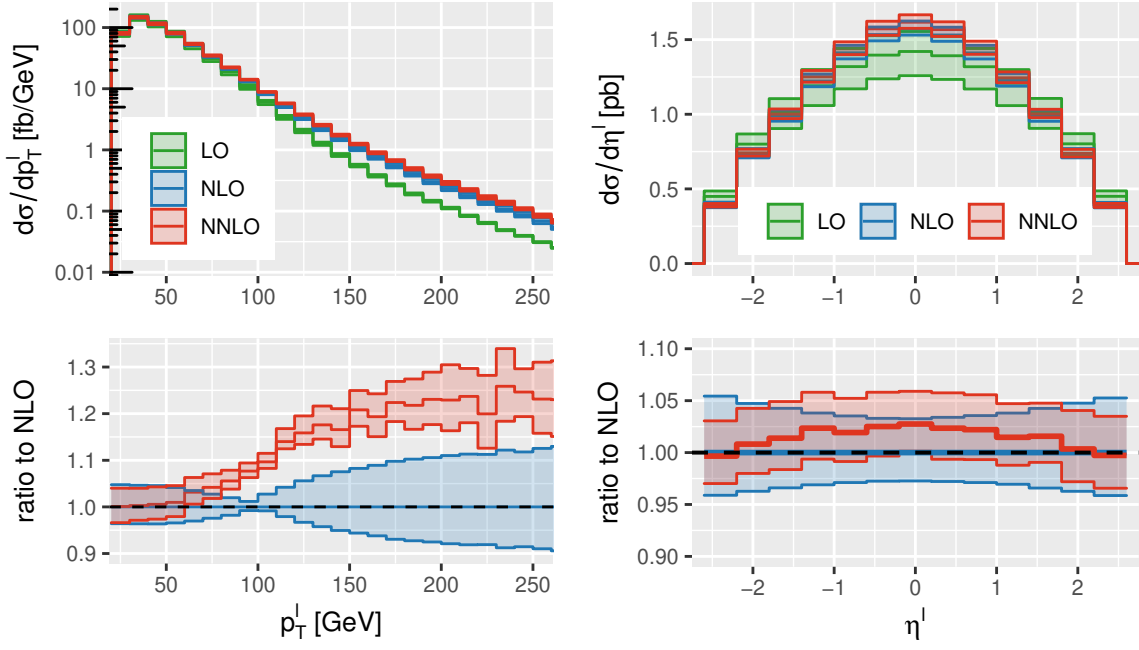 dσ/dp_T^l [fb/GeV]
100
10
1
0.1
0.01
LO
NLO
NNLO
50 100 150 200 250
dσ/dη^l [pb]
1.5
1.0
0.5
0.0
LO NLO NNLO
−2 −1 0 1 2
ratio to NLO
1.3
1.2
1.1
1.0
0.9
50 100 150 200 250
p_T^l [GeV]
ratio to NLO
1.10
1.05
1.00
0.95
0.90
−2 −1 0 1 2
η^l